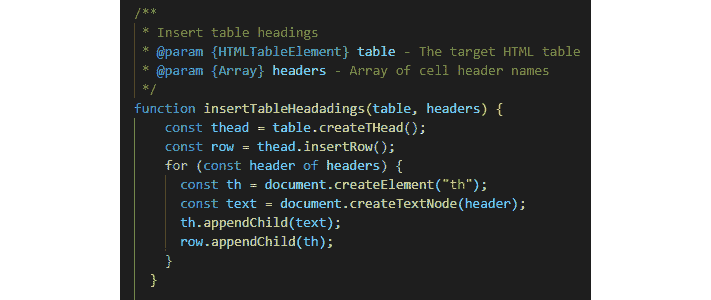 /**
 * Insert table headings
 * @param {HTMLTableElement} table - The target HTML table
 * @param {Array} headers - Array of cell header names
 */
function insertTableHeadadings(table, headers) {
    const thead = table.createTHead();
    const row = thead.insertRow();
    for (const header of headers) {
      const th = document.createElement("th");
      const text = document.createTextNode(header);
      th.appendChild(text);
      row.appendChild(th);
    }
  }